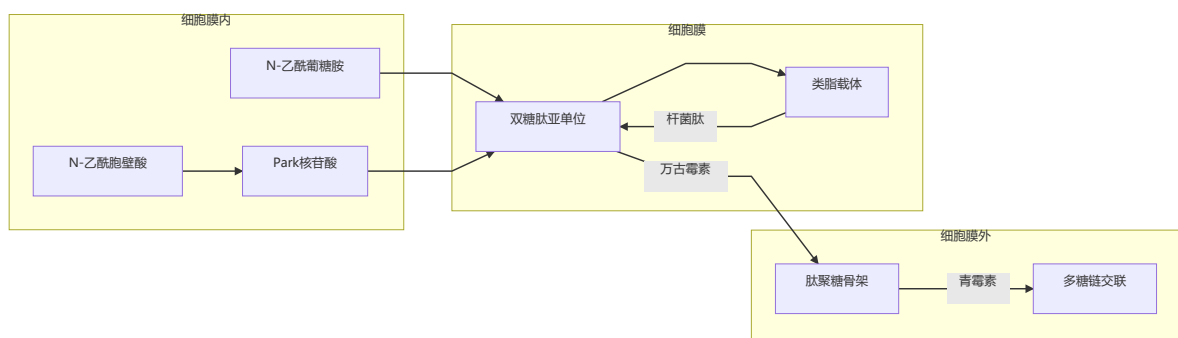 细胞膜内
N-乙酰葡糖胺
N-乙酰胞壁酸
Park核苷酸
细胞膜
双糖肽亚单位
类脂载体
杆菌肽
万古霉素
细胞膜外
肽聚糖骨架
青霉素
多糖链交联